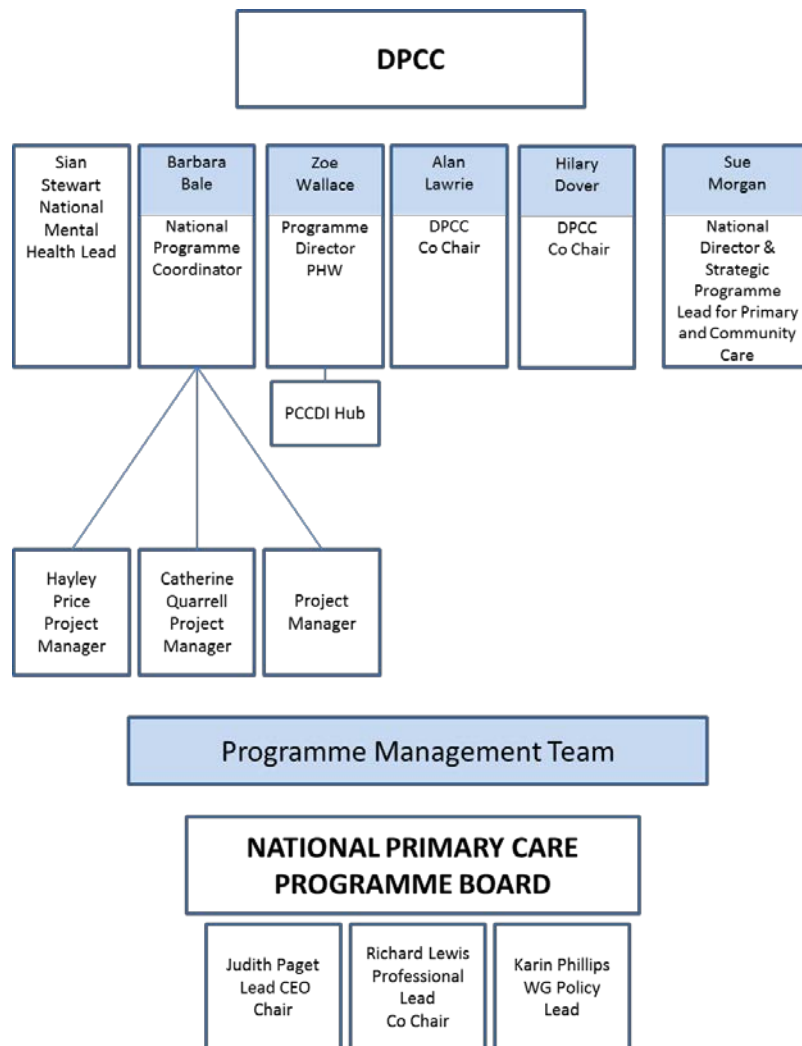 DPCC
Sian
Stewart
National
Mental
Health Lead
Barbara
Bale
National
Programme
Coordinator
Zoe
Wallace
Programme
Director
PHW
Alan
Lawrie
DPCC
Co Chair
Hilary
Dover
DPCC
Co Chair
Sue
Morgan
National
Director &
Strategic
Programme
Lead for Primary
and Community
Care
PCCDI Hub
Hayley
Price
Project
Manager
Catherine
Quarrell
Project
Manager
Project
Manager
Programme Management Team
NATIONAL PRIMARY CARE
PROGRAMME BOARD
Judith Paget
Lead CEO
Chair
Richard Lewis
Professional
Lead
Co Chair
Karin Phillips
WG Policy
Lead